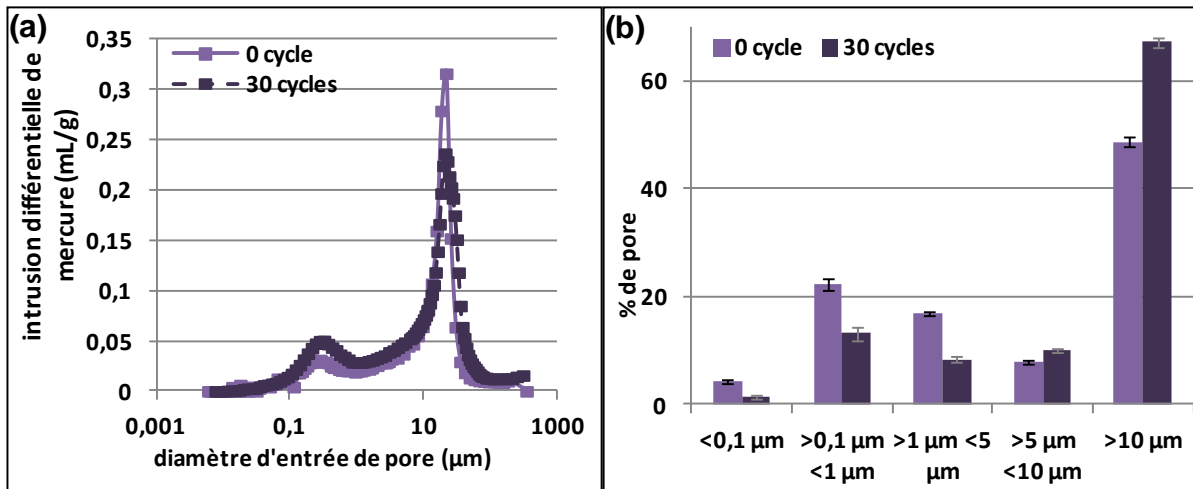 (a)
0,35
0,3
0,25
0,2
0,15
0,1
0,05
0
intrusion différentielle de
mercure (mL/g)
0 cycle
30 cycles
0,001
0,1
10
1000
diamètre d'entrée de pore (µm)
(b)
0 cycle
30 cycles
60
40
20
0
% de pore
<0,1 µm
>0,1 µm
<1 µm
>1 µm <5
µm
>5 µm
<10 µm
>10 µm